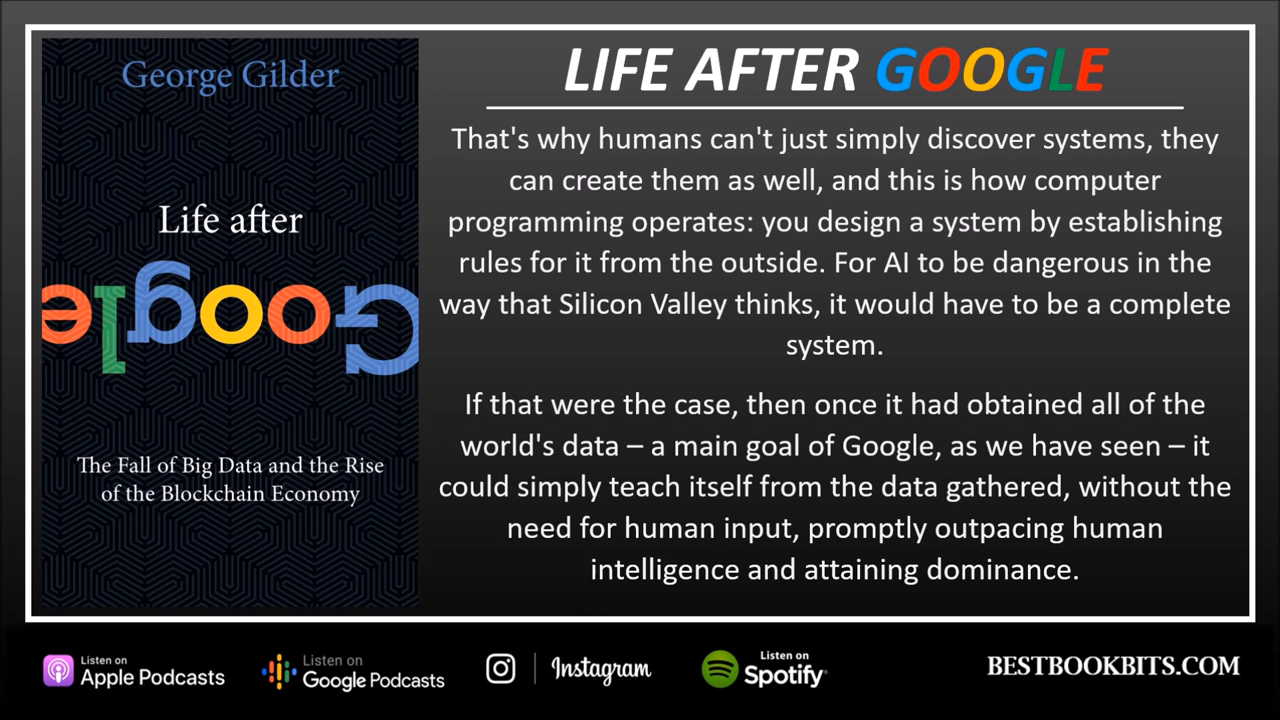 George Gilder
Life after
Google
The Fall of Big Data and the Rise
of the Blockchain Economy
LIFE AFTER GOOGLE
That's why humans can't just simply discover systems, they
can create them as well, and this is how computer
programming operates: you design a system by establishing
rules for it from the outside. For AI to be dangerous in the
way that Silicon Valley thinks, it would have to be a complete
system.
If that were the case, then once it had obtained all of the
world's data – a main goal of Google, as we have seen – it
could simply teach itself from the data gathered, without the
need for human input, promptly outpacing human
intelligence and attaining dominance.
Listen on
Apple Podcasts
Listen on
Google Podcasts
Instagram
Listen on
Spotify
BESTBOOKBITS.COM